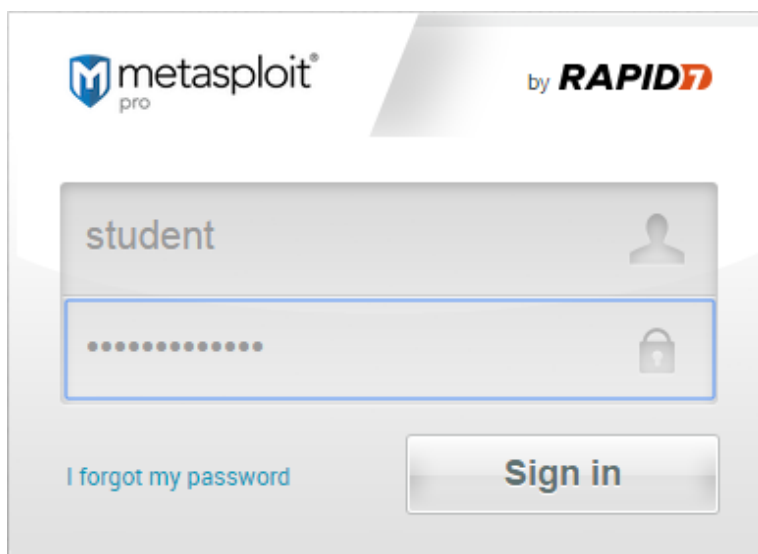 metasploit®
pro
by RAPID7
student
•••••••••••••
I forgot my password
Sign in